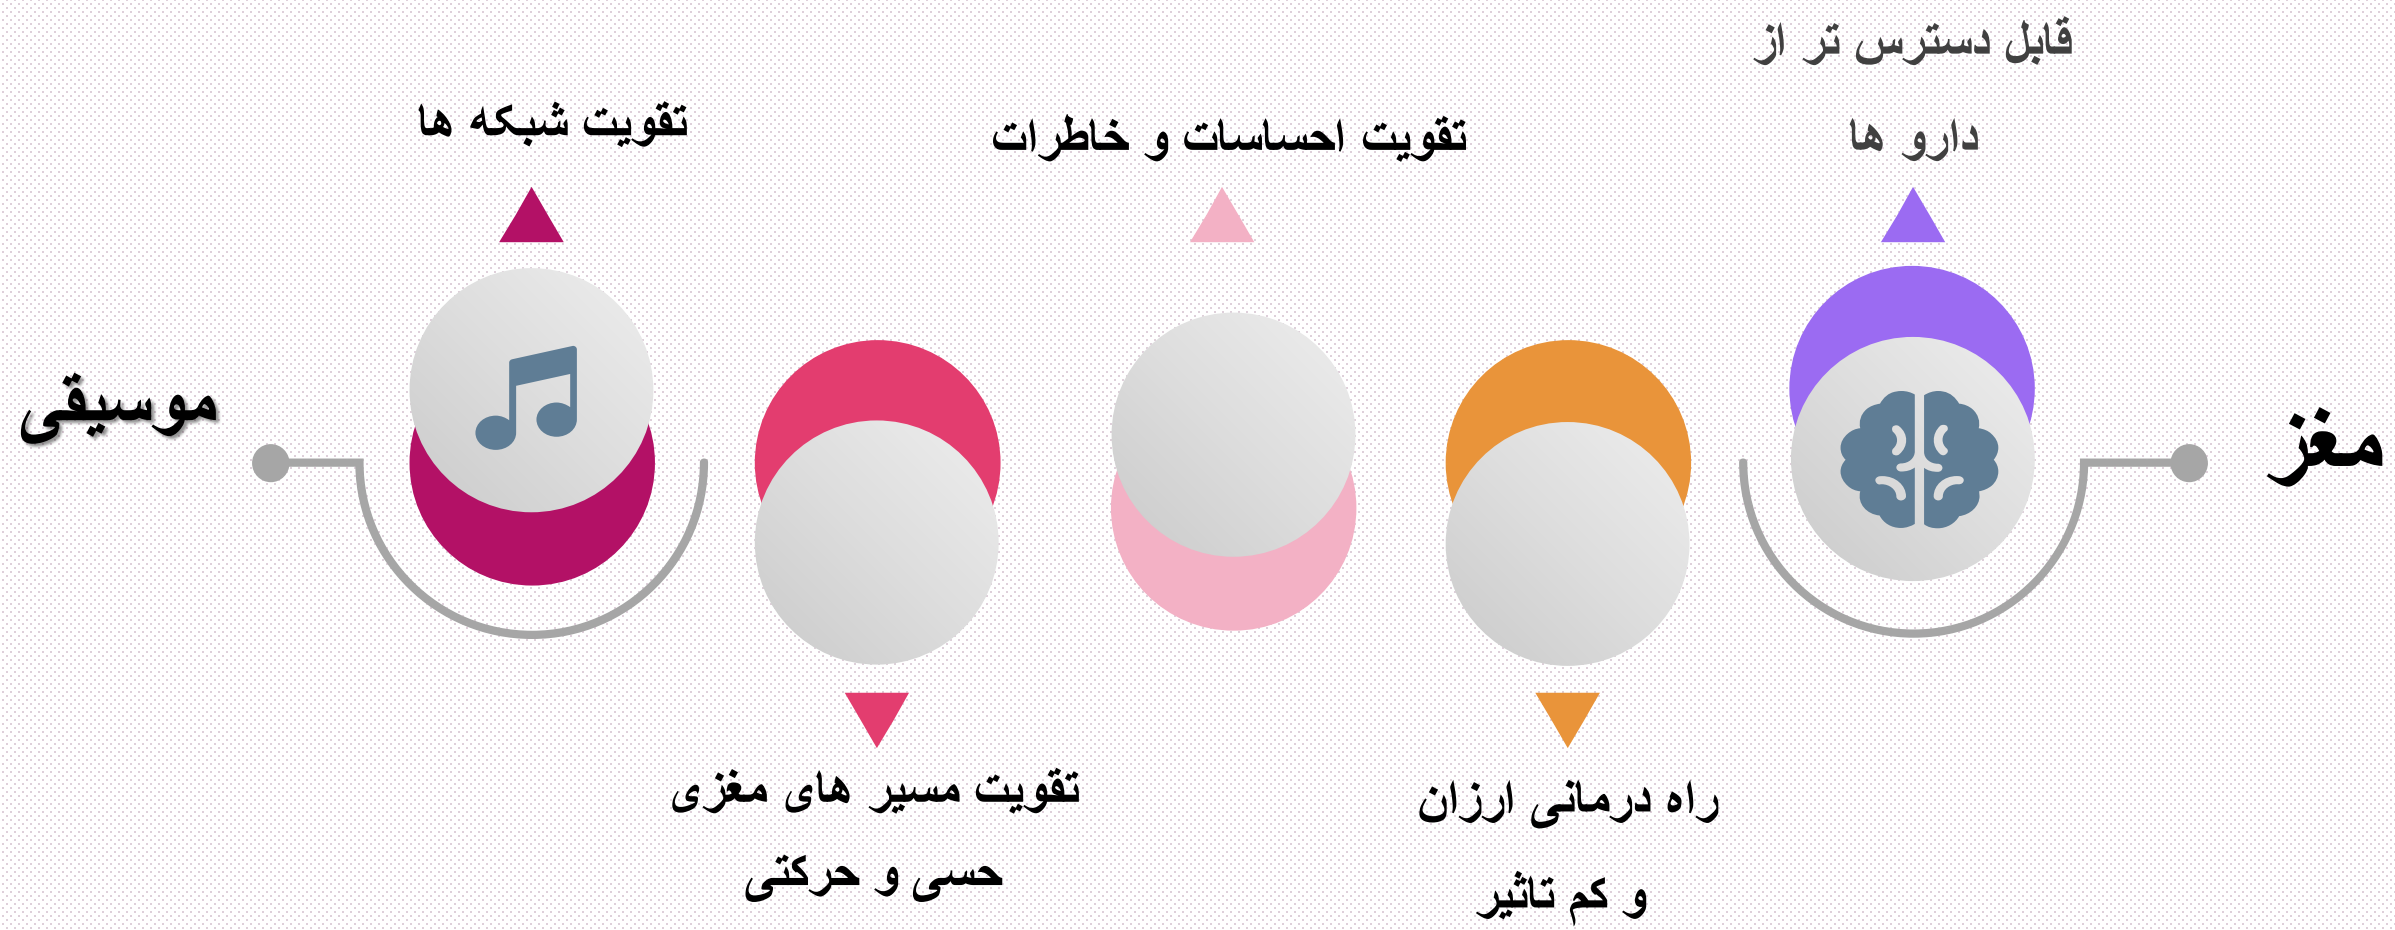 مغز
قابل دسترس تر از
دارو ها
راه درمانی ارزان
و کم تاثیر
تقویت احساسات و خاطرات
تقویت مسیر های مغزی
حسی و حرکتی
تقویت شبکه ها
موسیقی